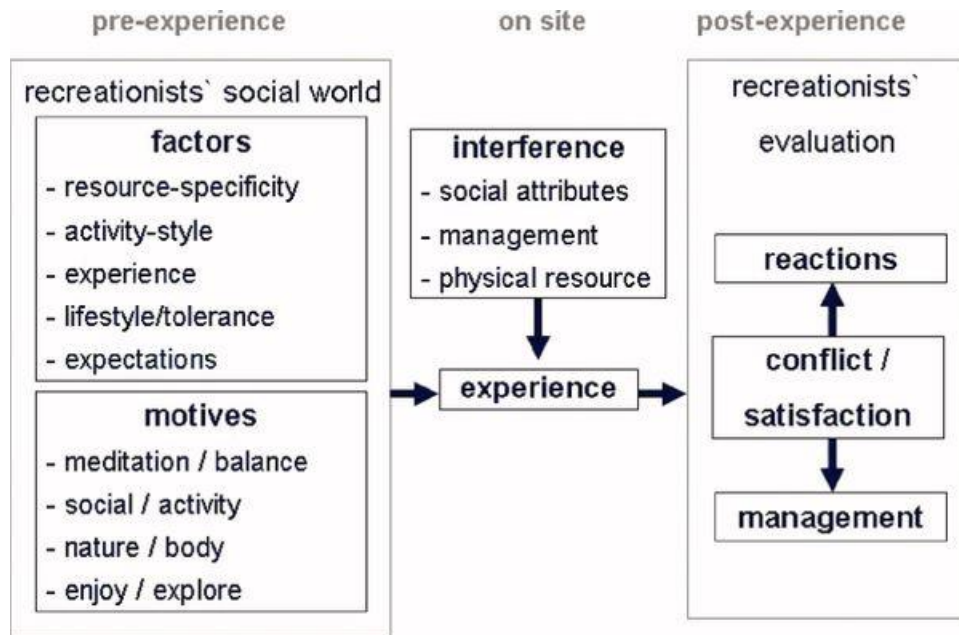 pre-experience
on site
post-experience
recreationists` social world
factors
- resource-specificity
- activity-style
- experience
- lifestyle/tolerance
- expectations
motives
- meditation / balance
- social / activity
- nature / body
- enjoy / explore
interference
- social attributes
- management
- physical resource
experience
recreationists`
evaluation
reactions
conflict /
satisfaction
management